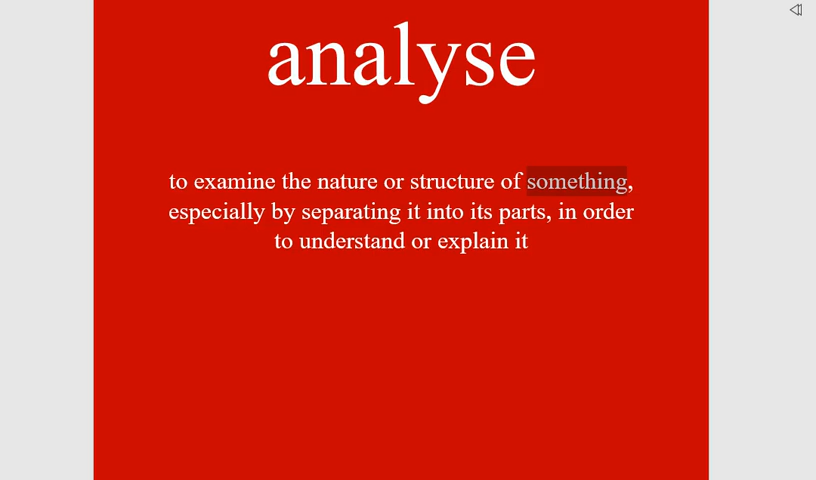 analyse
to examine the nature or structure of something,
especially by separating it into its parts, in order
to understand or explain it